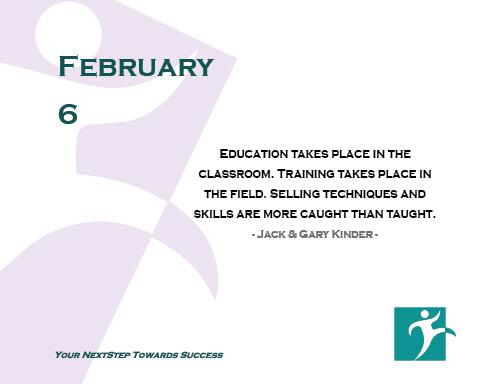 February
6
Education takes place in the
classroom. Training takes place in
the field. Selling techniques and
skills are more caught than taught.
- Jack & Gary Kinder -
Your NextStep Towards Success